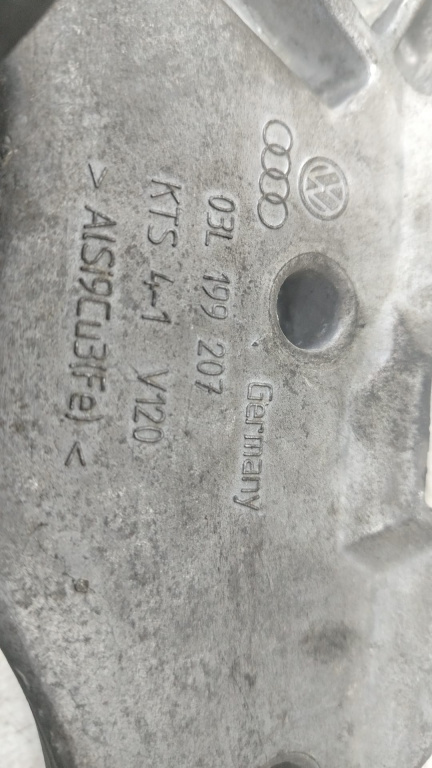 Germany
03L 199 207
KTS 4-1 V120
>AlSi9Cu3(Fe)<